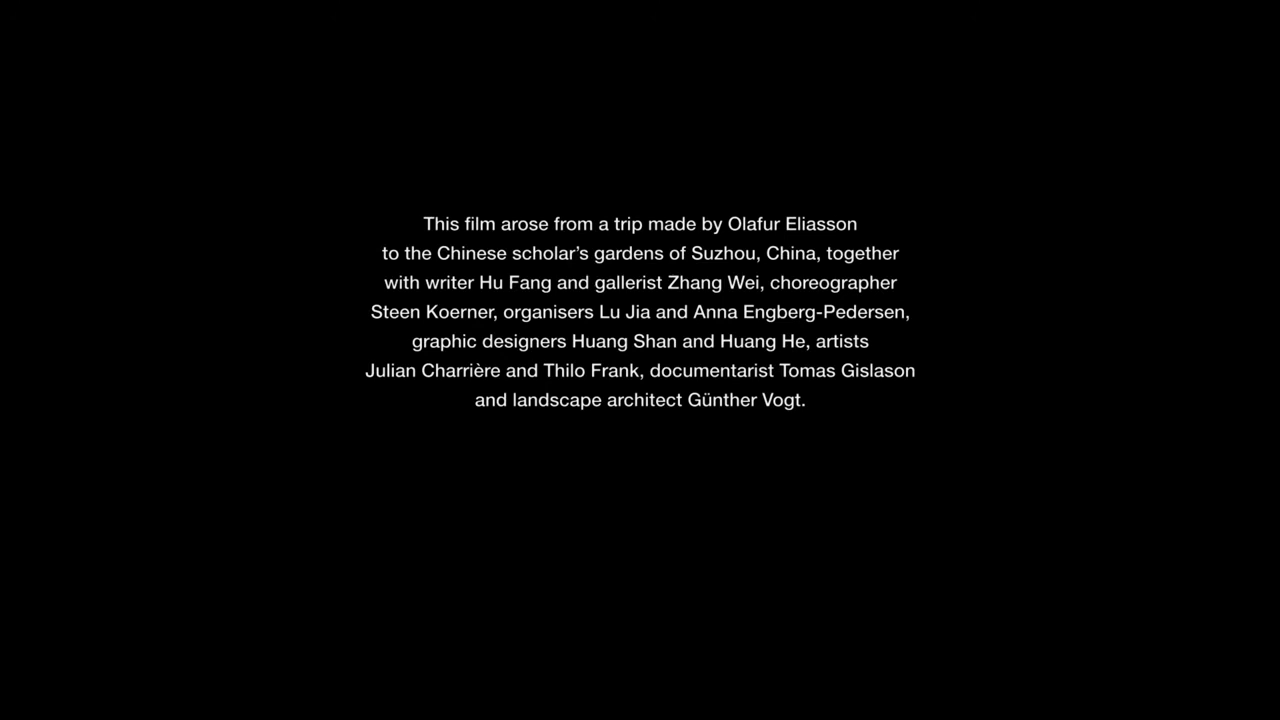 This film arose from a trip made by Olafur Eliasson
to the Chinese scholar’s gardens of Suzhou, China, together
with writer Hu Fang and gallerist Zhang Wei, choreographer
Steen Koerner, organisers Lu Jia and Anna Engberg-Pedersen,
graphic designers Huang Shan and Huang He, artists
Julian Charrière and Thilo Frank, documentarist Tomas Gislason
and landscape architect Günther Vogt.